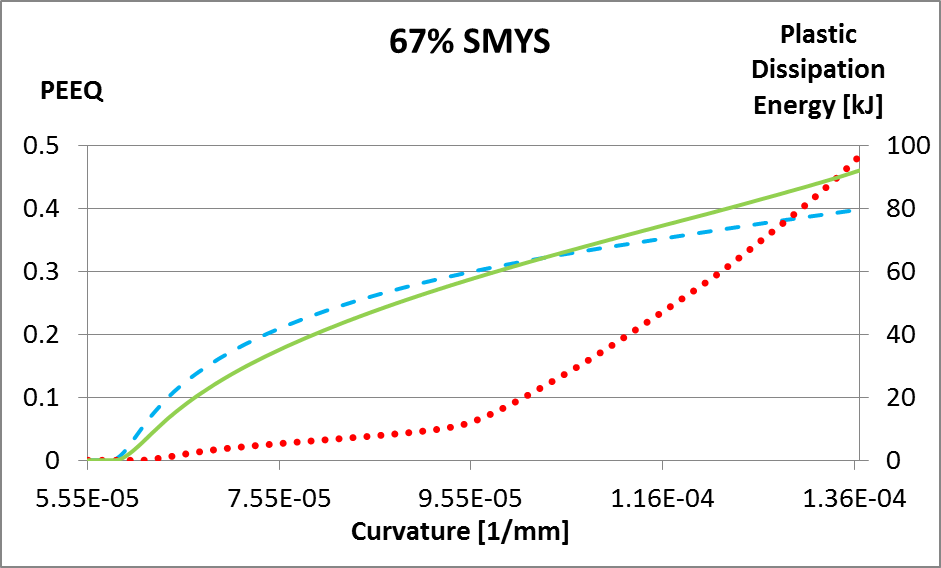 67% SMYS
Plastic
Dissipation
Energy [kJ]
PEEQ
0.5
100
0.4
80
0.3
60
0.2
40
0.1
20
0
0
5.55E-05 7.55E-05 9.55E-05 1.16E-04 1.36E-04
Curvature [1/mm]